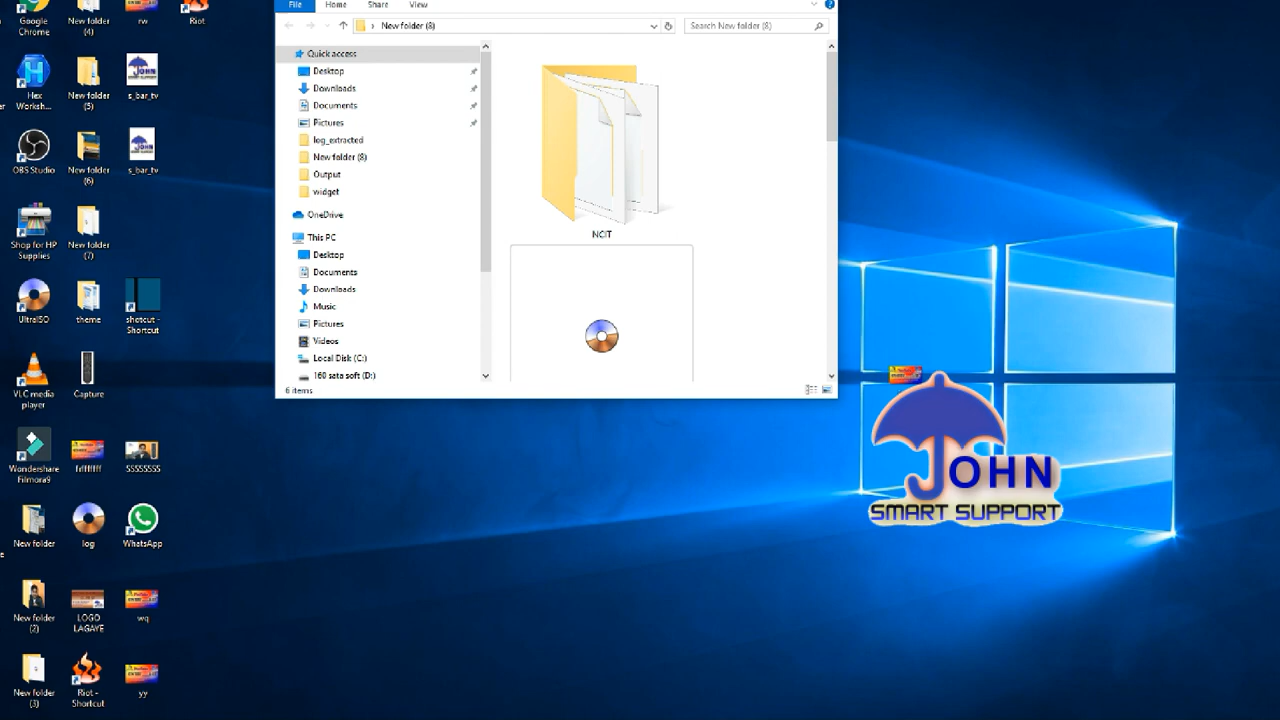 Google
Chrome
New folder
(4)
rw
Riot
Hex
Worksh...
New folder
(5)
s_bar_tv
OBS Studio
New folder
(6)
s_bar_tv
Shop for HP
Supplies
New folder
(7)
UltraISO
theme
shotcut -
Shortcut
VLC media
player
Capture
Wondershare
Filmora9
frffffffff
SSSSSSS
New folder
log
WhatsApp
New folder
(2)
LOGO
LAGAYE
wq
New folder
(3)
Riot -
Shortcut
yy
File Home Share View
New folder (8)
Search New folder (8)
Quick access
Desktop
Downloads
Documents
Pictures
log_extracted
New folder (8)
Output
widget
OneDrive
This PC
Desktop
Documents
Downloads
Music
Pictures
Videos
Local Disk (C:)
160 sata soft (D:)
6 items
NCIT
JOHN
JOHN
JOHN
SMART SUPPORT